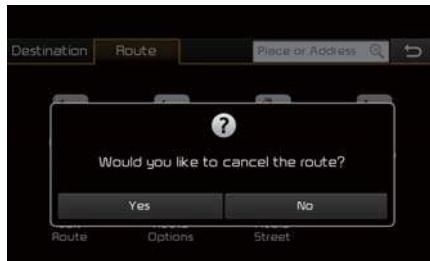 Destination Route Place or Address
?
Would you like to cancel the route?
Yes No
Route Options Street